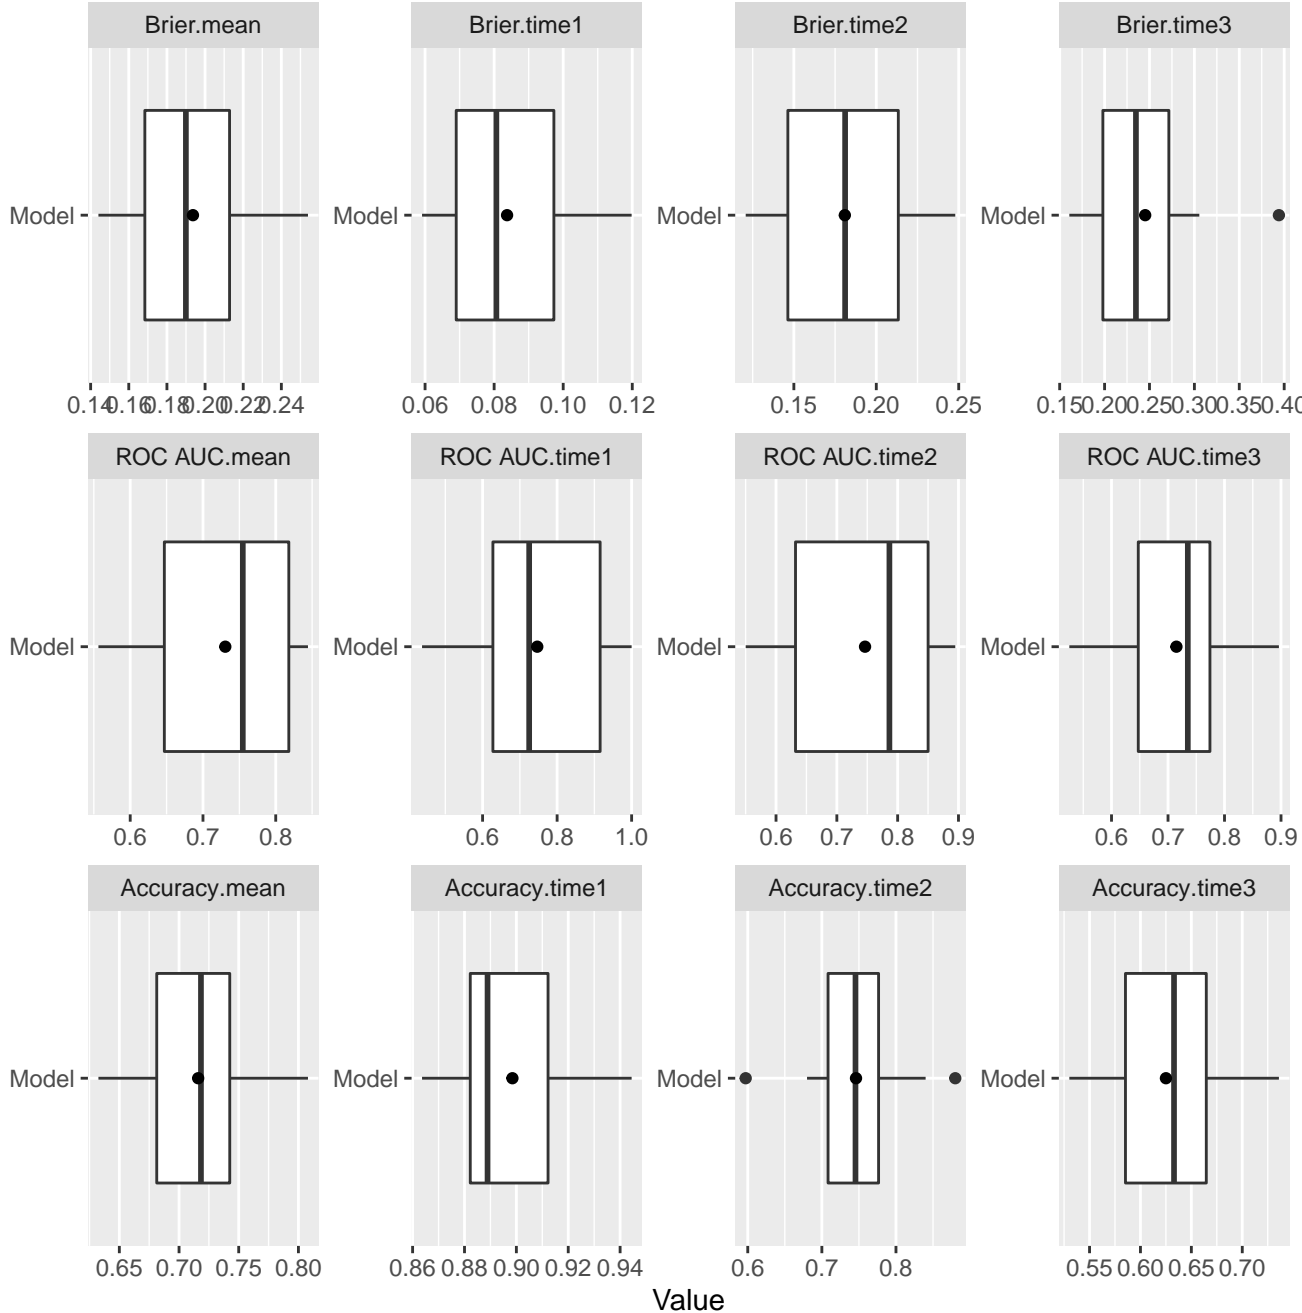 Brier.mean Brier.time1 Brier.time2 Brier.time3
Model Model Model Model
0.14 0.16 0.18 0.20 0.22 0.24 0.06 0.08 0.10 0.12 0.15 0.20 0.25 0.15 0.20 0.25 0.30 0.35 0.40
ROC AUC.mean ROC AUC.time1 ROC AUC.time2 ROC AUC.time3
Model Model Model Model
0.6 0.7 0.8 0.6 0.8 1.0 0.6 0.7 0.8 0.9 0.6 0.7 0.8 0.9
Accuracy.mean Accuracy.time1 Accuracy.time2 Accuracy.time3
Model Model Model Model
0.65 0.70 0.75 0.80 0.86 0.88 0.90 0.92 0.94 0.6 0.7 0.8 0.55 0.60 0.65 0.70
Value